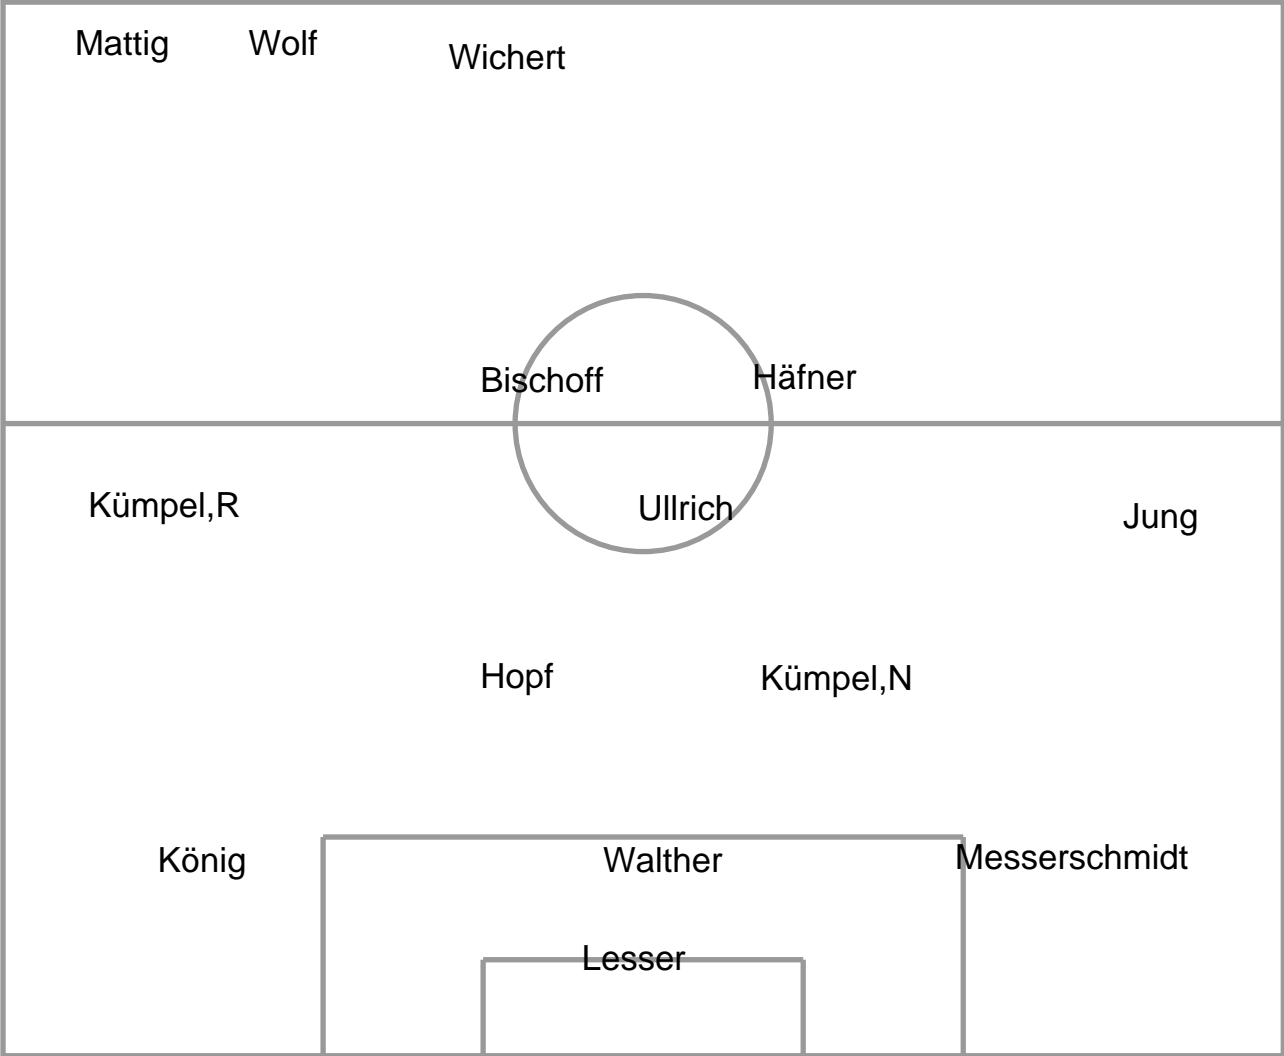 Mattig Wolf Wichert
Bischoff Häfner
Kümpel,R Ullrich Jung
Hopf Kümpel,N
König Walther Messerschmidt
Lesser